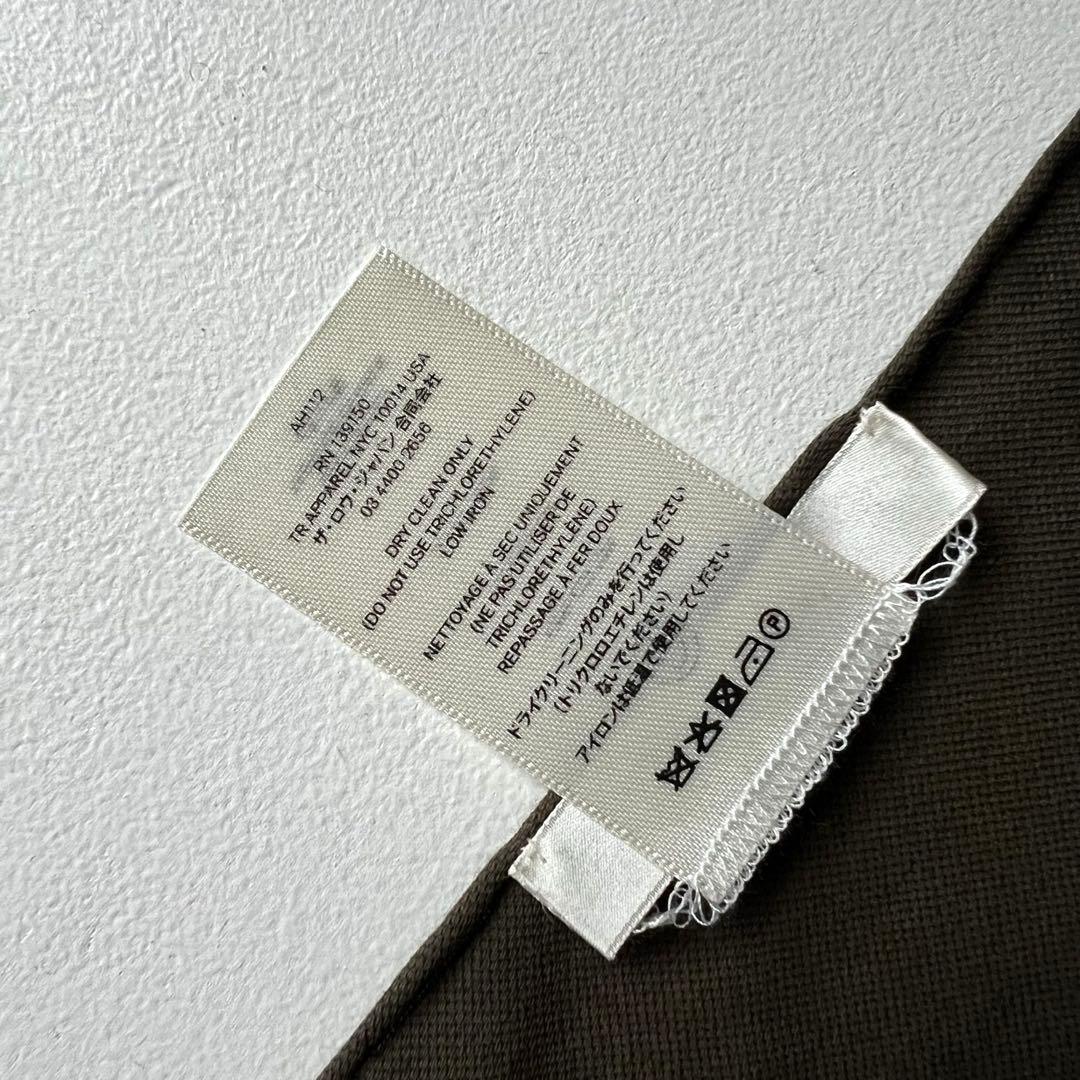 RN 139150
TR APPAREL NYC 10014 USA
ザ・ロウ・ジャパン 合同会社
03 4400 2656
DRY CLEAN ONLY
(DO NOT USE TRICHLORETHYLENE)
LOW IRON
NETTOYAGE À SEC UNIQUEMENT
(NE PAS UTILISER DE
TRICHLORETHYLENE)
REPASSAGE À FER DOUX
ドライクリーニングのみを行ってください
(トリクロロエチレンは使用し
ないでください)
アイロンは低温で使用してください
P